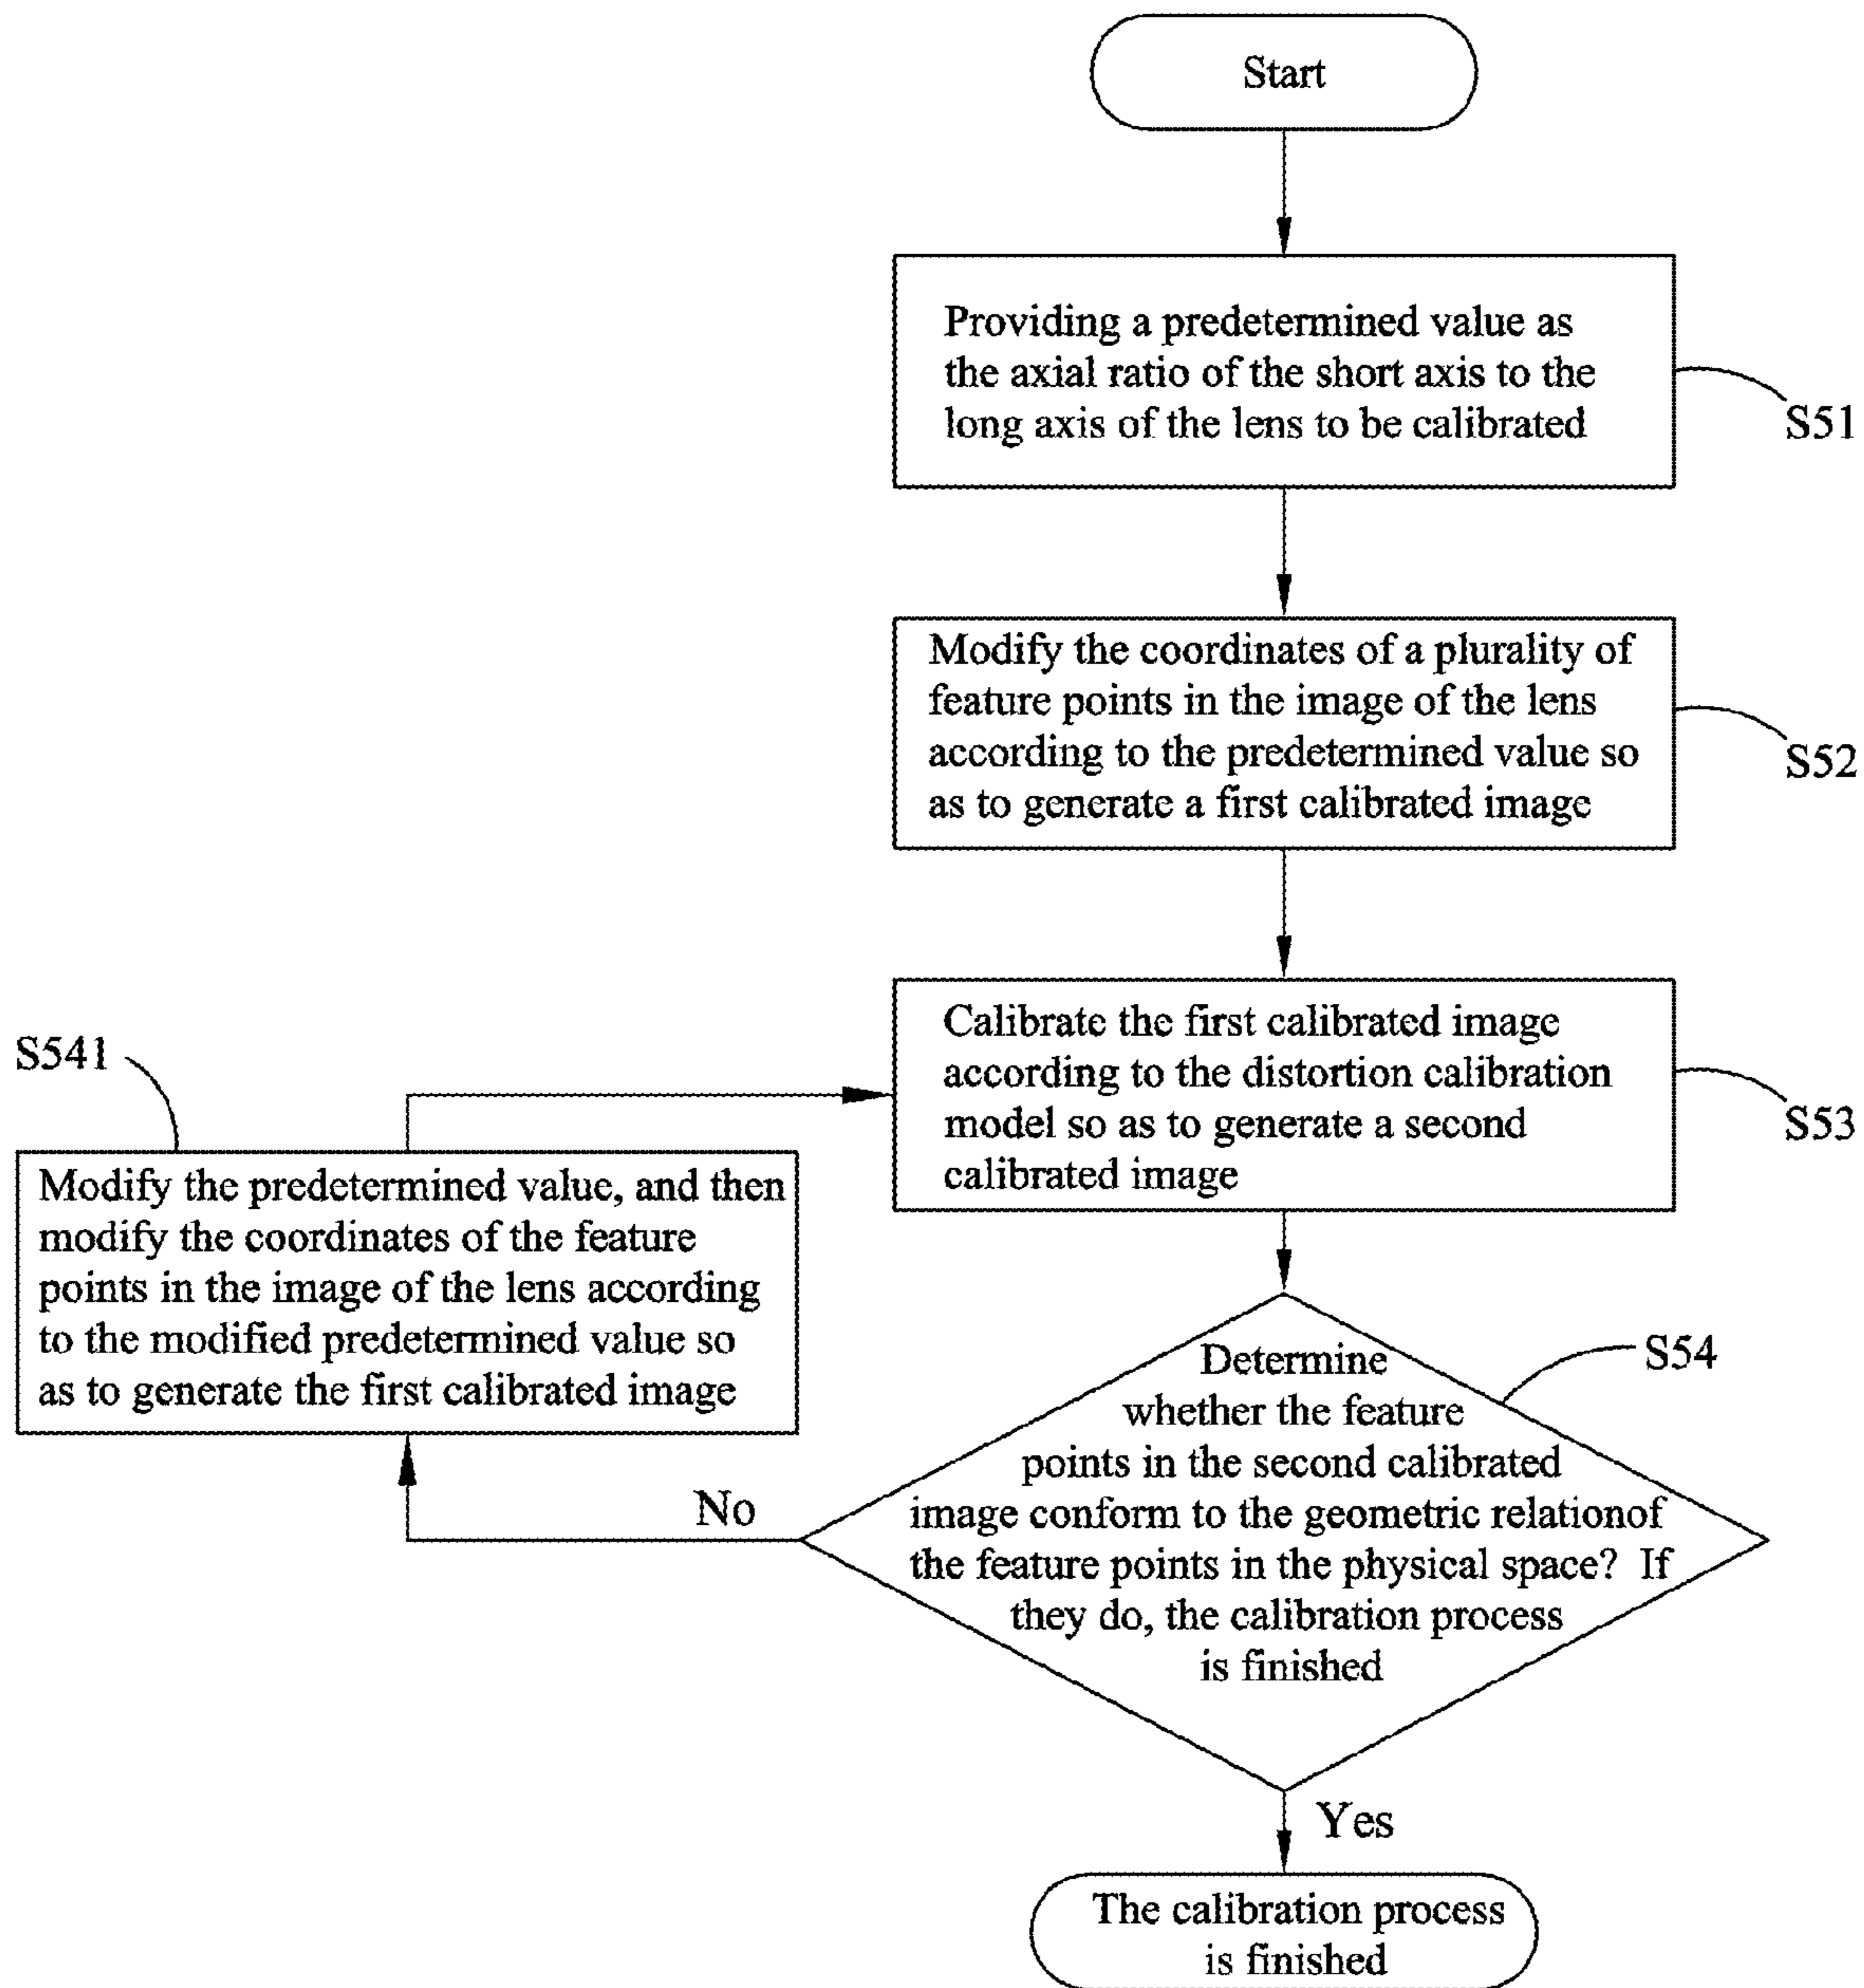 Start
Providing a predetermined value as
the axial ratio of the short axis to the
long axis of the lens to be calibrated
S51
Modify the coordinates of a plurality of
feature points in the image of the lens
according to the predetermined value so
as to generate a first calibrated image
S52
Calibrate the first calibrated image
according to the distortion calibration
model so as to generate a second
calibrated image
S53
S541
Modify the predetermined value, and then
modify the coordinates of the feature
points in the image of the lens according
to the modified predetermined value so
as to generate the first calibrated image
Determine
whether the feature
points in the second calibrated
image conform to the geometric relationof
the feature points in the physical space? If
they do, the calibration process
is finished
S54
No
Yes
The calibration process
is finished